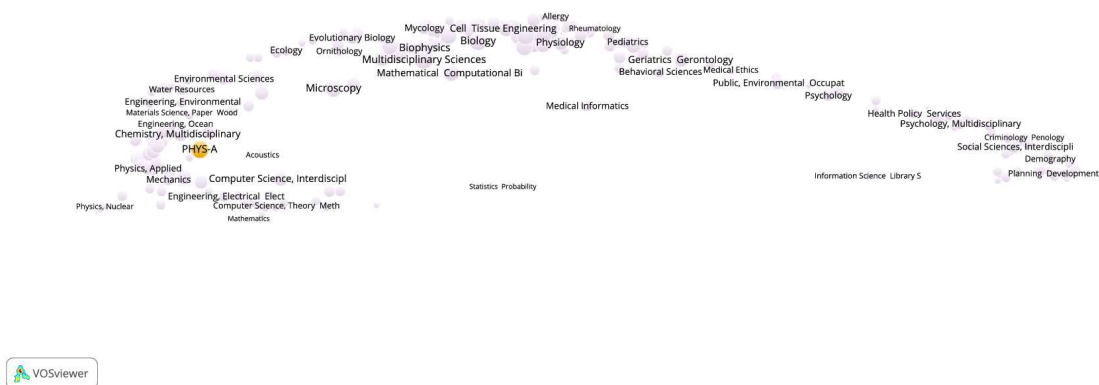 Allergy
Mycology Cell Tissue Engineering Rheumatology
Evolutionary Biology Biology Physiology Pediatrics
Ecology Ornithology Biophysics
Multidisciplinary Sciences Geriatrics Gerontology
Mathematical Computational Bi Behavioral Sciences Medical Ethics
Environmental Sciences Public, Environmental Occupat
Water Resources Microscopy Psychology
Engineering, Environmental Medical Informatics
Materials Science, Paper Wood Health Policy Services
Engineering, Ocean Psychology, Multidisciplinary
Chemistry, Multidisciplinary Criminology Penology
PHYS-A Social Sciences, Interdiscipli
Acoustics Demography
Physics, Applied Planning Development
Mechanics Computer Science, Interdiscipl Information Science Library S
Statistics Probability
Engineering, Electrical Elect
Physics, Nuclear Computer Science, Theory Meth
Mathematics
VOSviewer